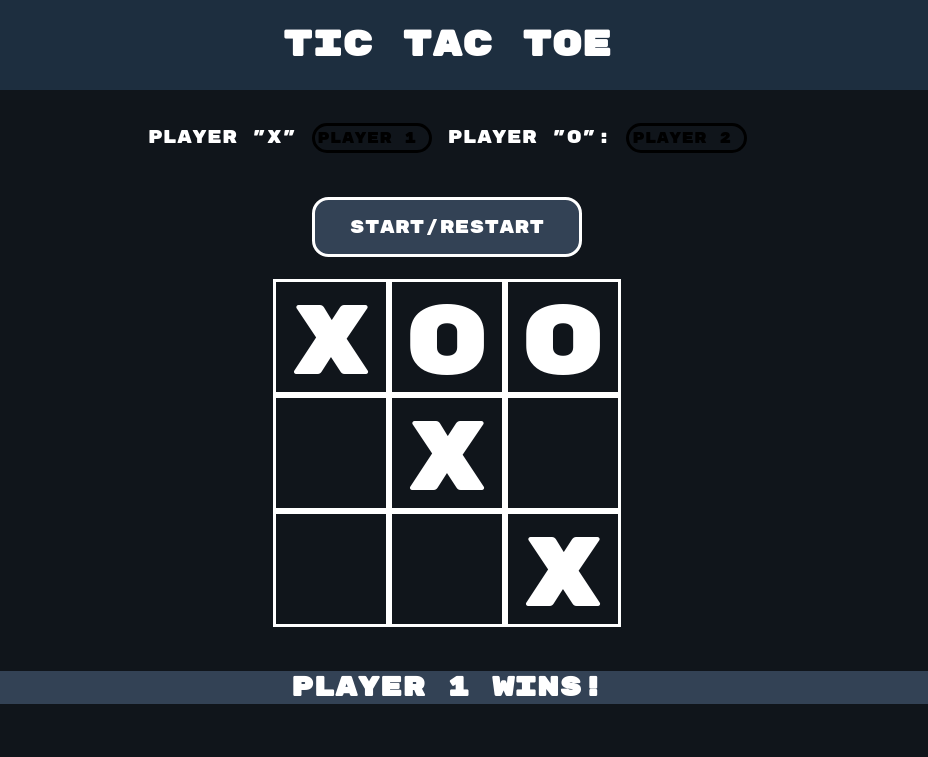 TIC TAC TOE
PLAYER "X" PLAYER 1 PLAYER "O": PLAYER 2
START/RESTART
X O O
X
X
PLAYER 1 WINS!